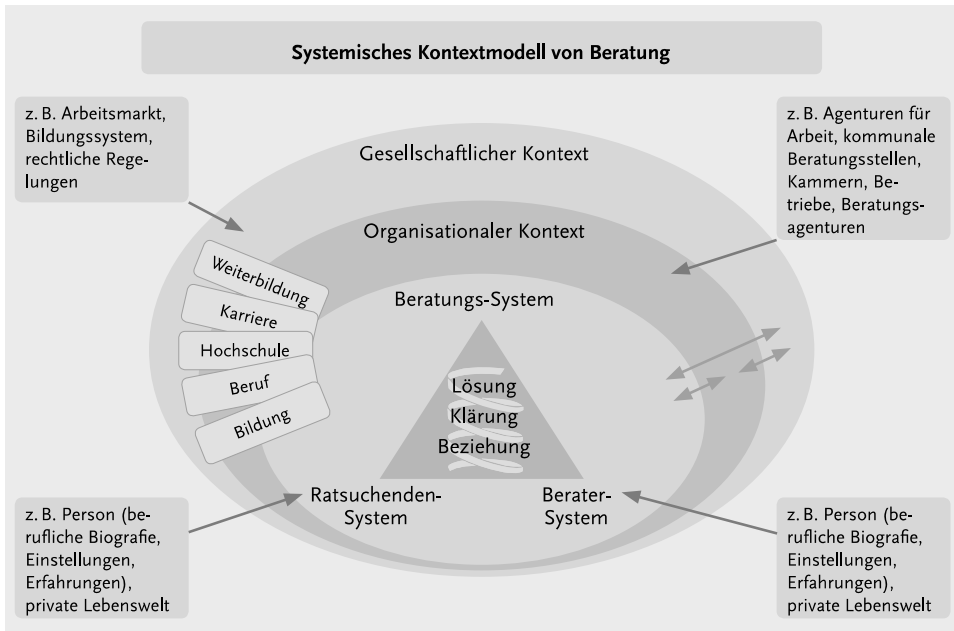 Systemisches Kontextmodell von Beratung
z. B. Arbeitsmarkt,
Bildungssystem,
rechtliche Rege-
lungen
z. B. Agenturen für
Arbeit, kommunale
Beratungsstellen,
Kammern, Be-
triebe, Beratungs-
agenturen
Gesellschaftlicher Kontext
Organisationaler Kontext
Beratungs-System
Weiterbildung
Karriere
Hochschule
Beruf
Bildung
Lösung
Klärung
Beziehung
Ratsuchenden-
System
Berater-
System
z. B. Person (be-
rufliche Biografie,
Einstellungen,
Erfahrungen),
private Lebenswelt
z. B. Person (be-
rufliche Biografie,
Einstellungen,
Erfahrungen),
private Lebenswelt